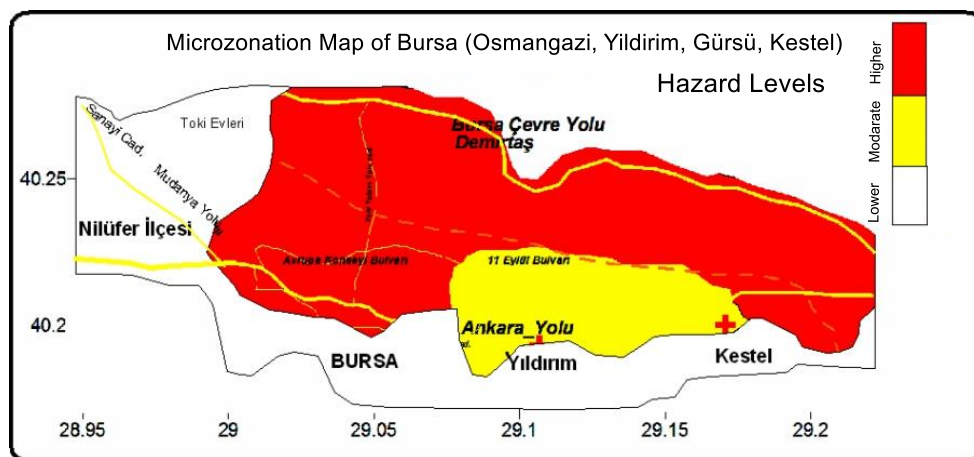 Microzonation Map of Bursa (Osmangazi, Yildirim, Gürsü, Kestel)
Hazard Levels
Higher
Modarate
Lower
Toki Evleri
Sanayi Cad.
Mudanya Yolu
Bursa Çevre Yolu
Demirtaş
40.25
Nilüfer İlçesi
Avrupa Konseyi Bulvarı
11 Eylül Bulvarı
40.2
Ankara_Yolu
BURSA
Yıldırım
Kestel
28.95
29
29.05
29.1
29.15
29.2